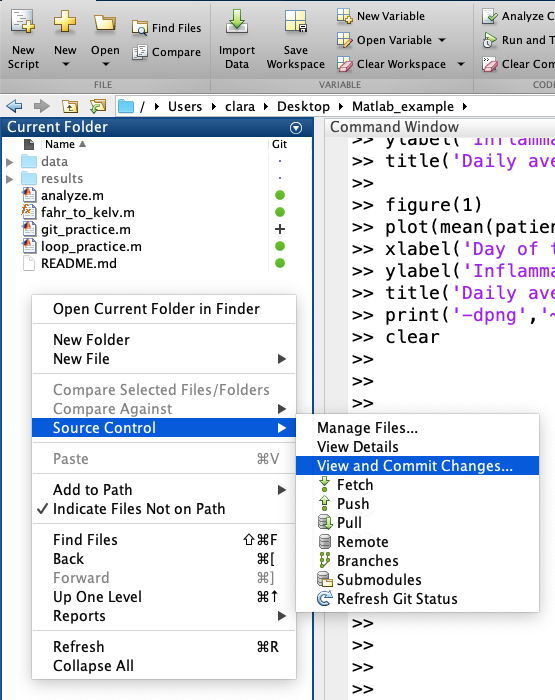 New Script
New
Open
Find Files
Compare
Import Data
Save Workspace
New Variable
Open Variable
Clear Workspace
Analyze C
Run and T
Clear Com
FILE
VARIABLE
COD
/ Users clara Desktop Matlab_example
Current Folder
Name
Git
data
results
analyze.m
fahr_to_kelv.m
git_practice.m
loop_practice.m
README.md
Open Current Folder in Finder
New Folder
New File
Compare Selected Files/Folders
Compare Against
Source Control
Paste ⌘V
Add to Path
✓ Indicate Files Not on Path
Find Files ⇧⌘F
Back ⌘[
Forward ⌘]
Up One Level ⌘↑
Reports
Refresh ⌘R
Collapse All
Command Window
>> ylabel('Inflamm
>> title('Daily ave
>>
>> figure(1)
>> plot(mean(patien
>> xlabel('Day of t
>> ylabel('Inflamma
>> title('Daily ave
>> print('-dpng','~
>> clear
>>
>>
>>
Manage Files...
View Details
View and Commit Changes...
Fetch
Push
Pull
Remote
Branches
Submodules
Refresh Git Status
>>
>>
>>
>>